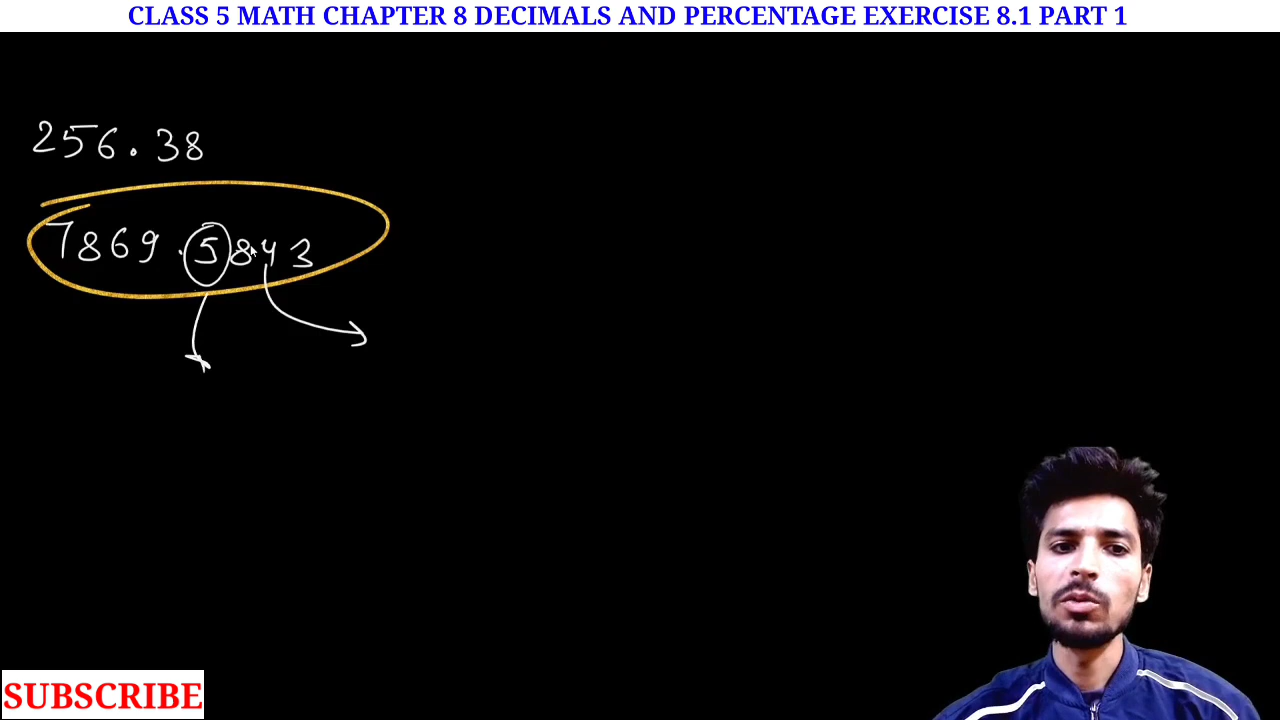 CLASS 5 MATH CHAPTER 8 DECIMALS AND PERCENTAGE EXERCISE 8.1 PART 1
256.38
7869.5843
SUBSCRIBE